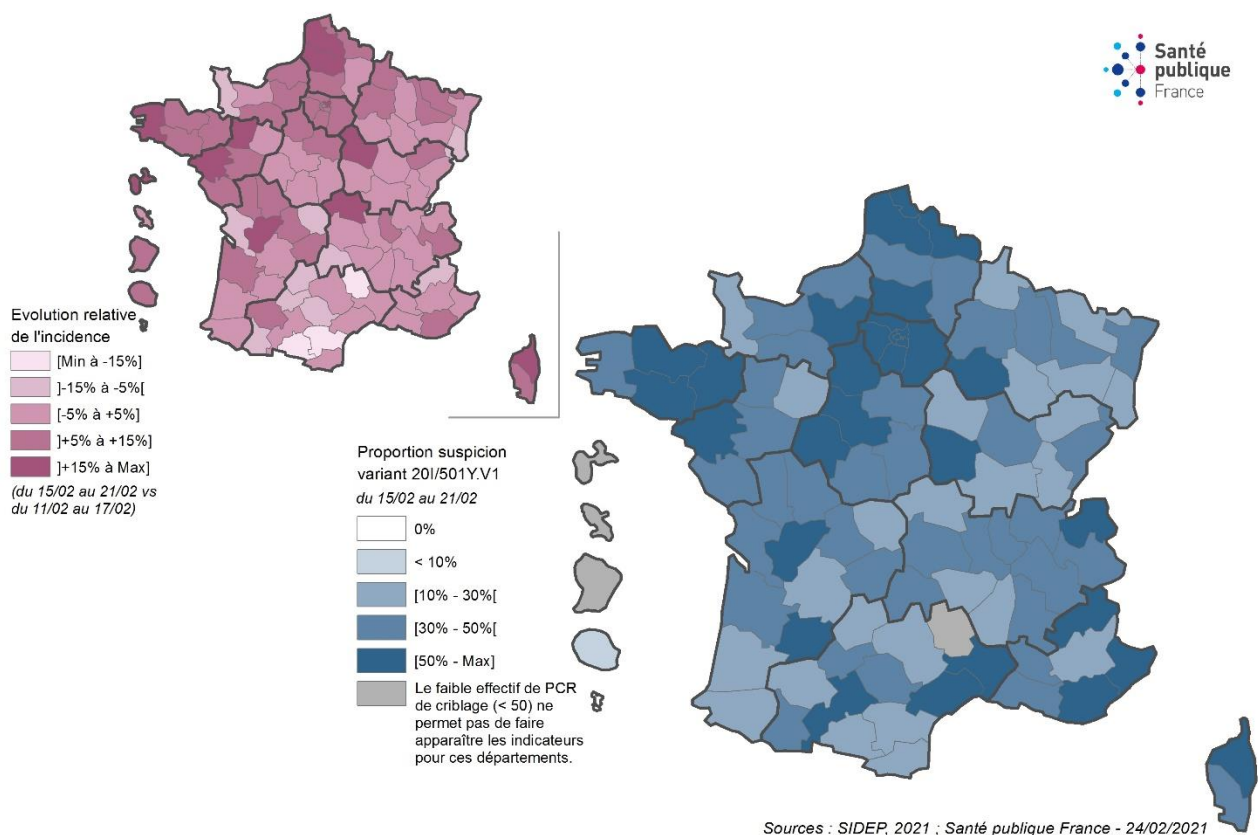 Santé
publique
France
Evolution relative
de l'incidence
[Min à -15%]
]-15% à -5%[
[-5% à +5%]
]+5% à +15%]
]+15% à Max]
(du 15/02 au 21/02 vs
du 11/02 au 17/02)
Proportion suspicion
variant 20I/501Y.V1
du 15/02 au 21/02
0%
< 10%
[10% - 30%[
[30% - 50%[
[50% - Max]
Le faible effectif de PCR
de criblage (< 50) ne
permet pas de faire
apparaître les indicateurs
pour ces départements.
Sources : SIDEP, 2021 ; Santé publique France - 24/02/2021